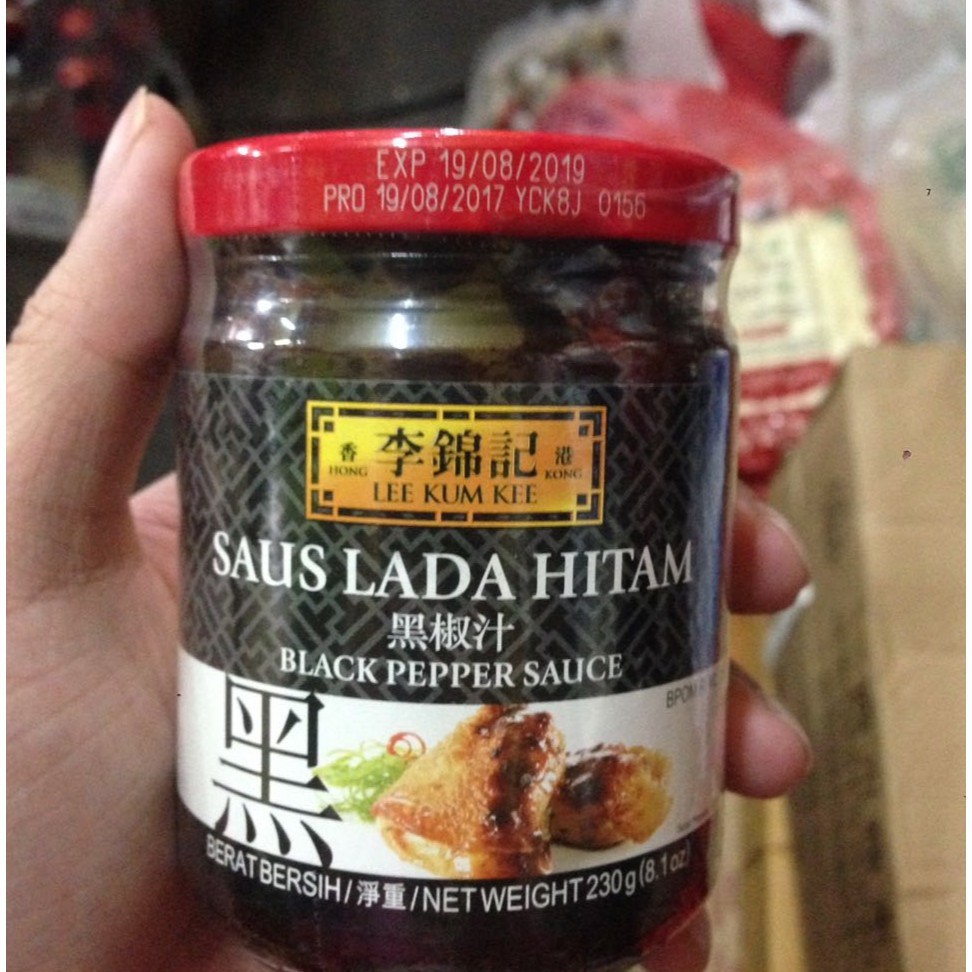 EXP 19/08/2019
PRO 19/08/2017 YCK8J 0156
香 李錦記 港
HONG KONG
LEE KUM KEE
SAUS LADA HITAM
黑椒汁
BLACK PEPPER SAUCE
BPOM
黑
BERAT BERSIH / 淨重 / NET WEIGHT 230g (8.1 oz)